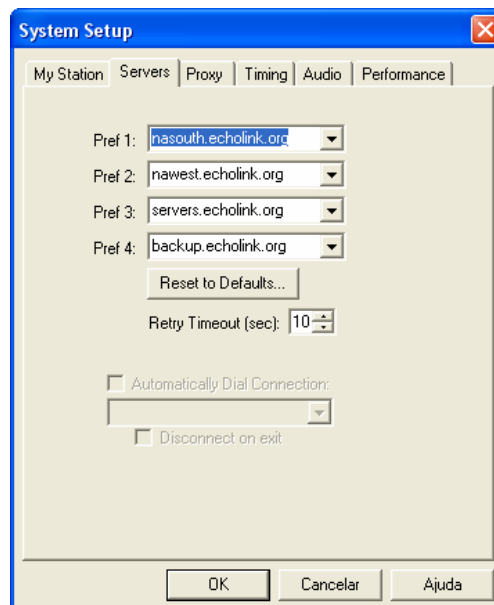 System Setup
My Station Servers Proxy Timing Audio Performance
Pref 1: nasouth.echolink.org
Pref 2: nawest.echolink.org
Pref 3: servers.echolink.org
Pref 4: backup.echolink.org
Reset to Defaults...
Retry Timeout (sec): 10
Automatically Dial Connection:
Disconnect on exit
OK Cancelar Ajuda